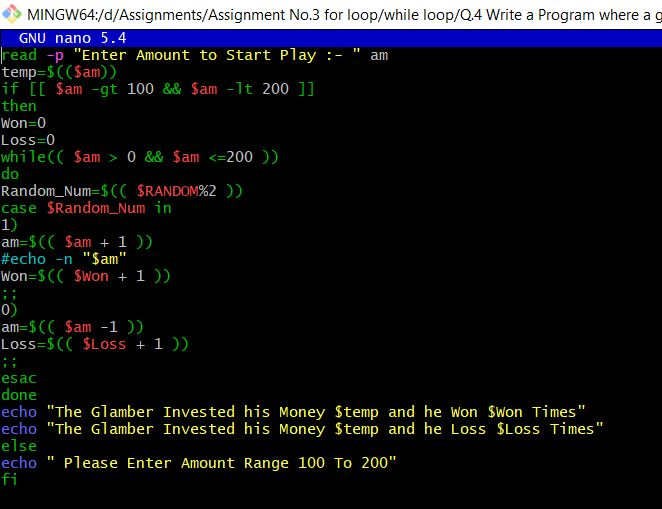 MINGW64:/d/Assignments/Assignment No.3 for loop/while loop/Q.4 Write a Program where a g
GNU nano 5.4
read -p "Enter Amount to Start Play :- " am
temp=$(($am))
if [[ $am -gt 100 && $am -lt 200 ]]
then
Won=0
Loss=0
while(( $am > 0 && $am <=200 ))
do
Random_Num=$(( $RANDOM%2 ))
case $Random_Num in
1)
am=$(( $am + 1 ))
#echo -n "$am"
Won=$(( $Won + 1 ))
;;
0)
am=$(( $am -1 ))
Loss=$(( $Loss + 1 ))
;;
esac
done
echo "The Glamber Invested his Money $temp and he Won $Won Times"
echo "The Glamber Invested his Money $temp and he Loss $Loss Times"
else
echo " Please Enter Amount Range 100 To 200"
fi